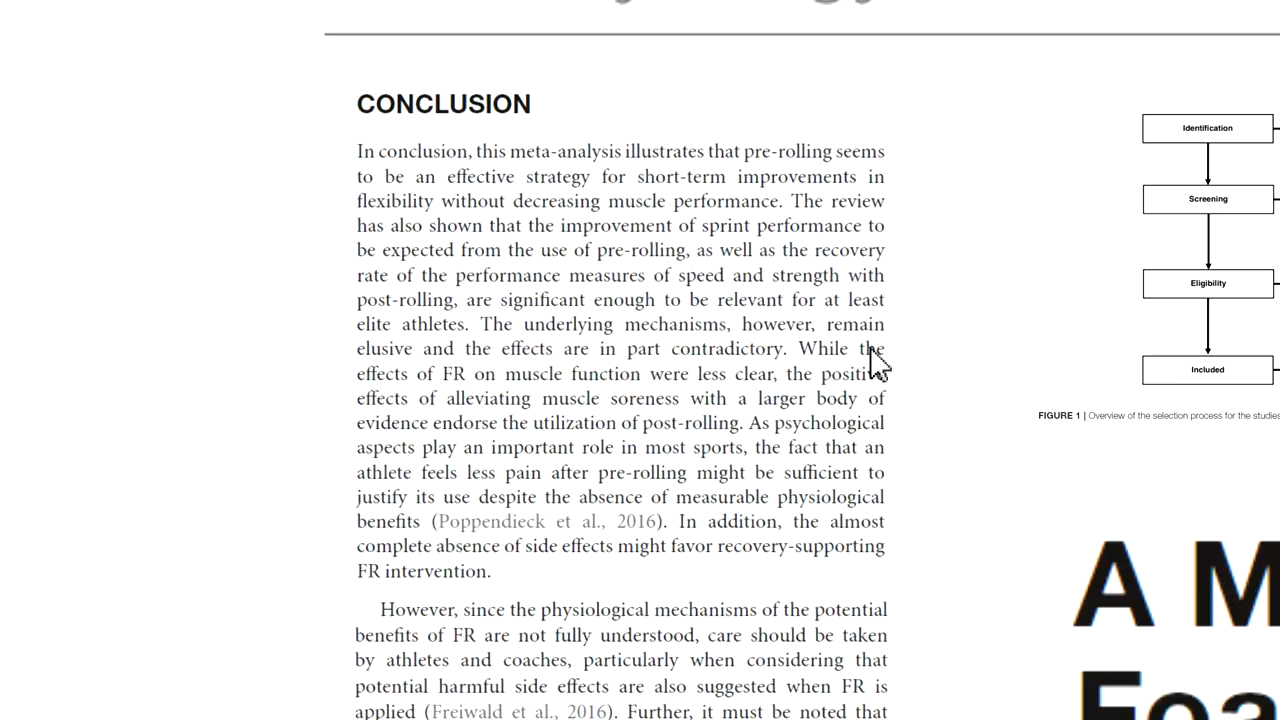 CONCLUSION
In conclusion, this meta-analysis illustrates that pre-rolling seems
to be an effective strategy for short-term improvements in
flexibility without decreasing muscle performance. The review
has also shown that the improvement of sprint performance to
be expected from the use of pre-rolling, as well as the recovery
rate of the performance measures of speed and strength with
post-rolling, are significant enough to be relevant for at least
elite athletes. The underlying mechanisms, however, remain
elusive and the effects are in part contradictory. While the
effects of FR on muscle function were less clear, the positive
effects of alleviating muscle soreness with a larger body of
evidence endorse the utilization of post-rolling. As psychological
aspects play an important role in most sports, the fact that an
athlete feels less pain after pre-rolling might be sufficient to
justify its use despite the absence of measurable physiological
benefits (Poppendieck et al., 2016). In addition, the almost
complete absence of side effects might favor recovery-supporting
FR intervention.
However, since the physiological mechanisms of the potential
benefits of FR are not fully understood, care should be taken
by athletes and coaches, particularly when considering that
potential harmful side effects are also suggested when FR is
applied (Freiwald et al., 2016). Further, it must be noted that
Identification
Screening
Eligibility
Included
FIGURE 1 | Overview of the selection process for the studies
A M
Foa